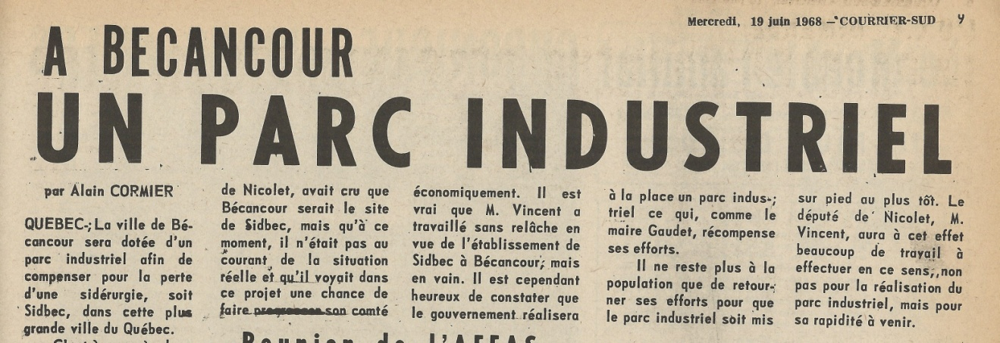 Mercredi, 19 juin 1968 — COURRIER-SUD 9
A BECANCOUR
UN PARC INDUSTRIEL
par Alain CORMIER
QUEBEC-; La ville de Bé-
cancour sera dotée d'un
parc industriel afin de
compenser pour la perte
d'une sidérurgie, soit
Sidbec, dans cette plus
grande ville du Québec.
de Nicolet, avait cru que
Bécancour serait le site
de Sidbec, mais qu'à ce
moment, il n'était pas au
courant de la situation
réelle et qu'il voyait dans
ce projet une chance de
faire progresser son comté
économiquement. Il est
vrai que M. Vincent a
travaillé sans relâche en
vue de l'établissement de
Sidbec à Bécancour; mais
en vain. Il est cependant
heureux de constater que
le gouvernement réalisera
à la place un parc indus-;
triel ce qui, comme le
maire Gaudet, récompense
ses efforts.
Il ne reste plus à la
population que de retour-;
ner ses efforts pour que
le parc industriel soit mis
sur pied au plus tôt. Le
député de Nicolet, M.
Vincent, aura à cet effet
beaucoup de travail à
effectuer en ce sens, non
pas pour la réalisation du
parc industriel, mais pour
sa rapidité à venir.
Reunion de l'AFEAS